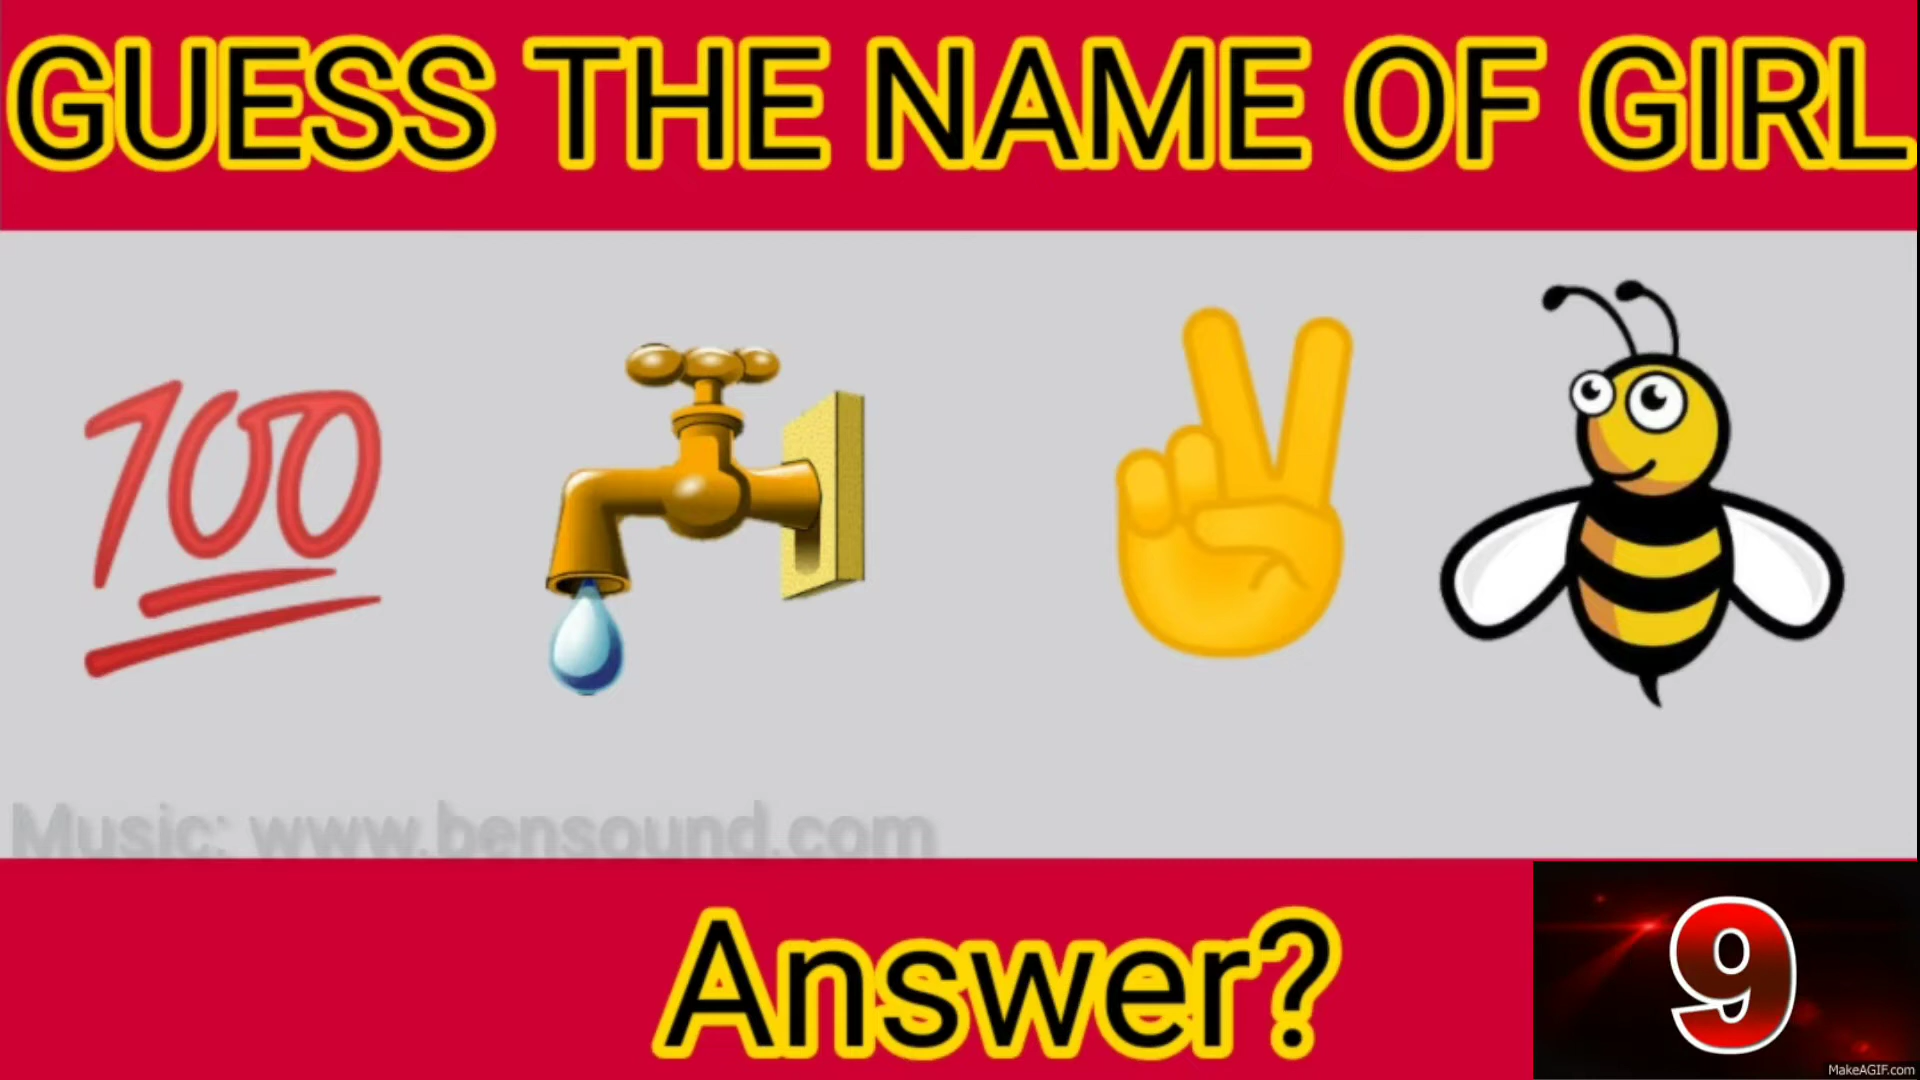 GUESS THE NAME OF GIRL
100
Music: www.bensound.com
Answer?
9
MakeAGIF.com